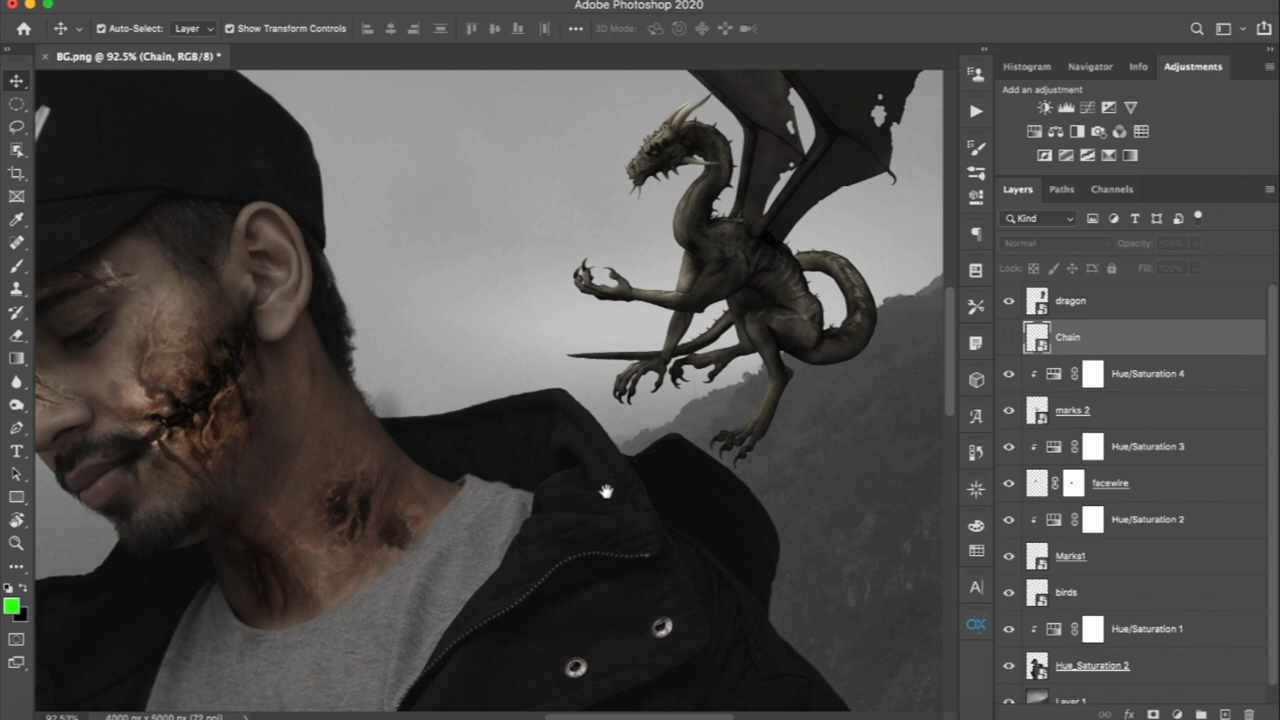 Adobe Photoshop 2020
Auto-Select: Layer Show Transform Controls ••• 3D Mode:
BG.png @ 92.5% (Chain, RGB/8) *
Histogram Navigator Info Adjustments
Add an adjustment
Layers Paths Channels
Kind
Normal Opacity: 100%
Lock: Fill: 100%
dragon
Chain
Hue/Saturation 4
marks 2
Hue/Saturation 3
facewire
Hue/Saturation 2
Marks1
birds
Hue/Saturation 1
Hue_Saturation 2
Layer 1
92.53% 4000 px x 5000 px (72 ppi)